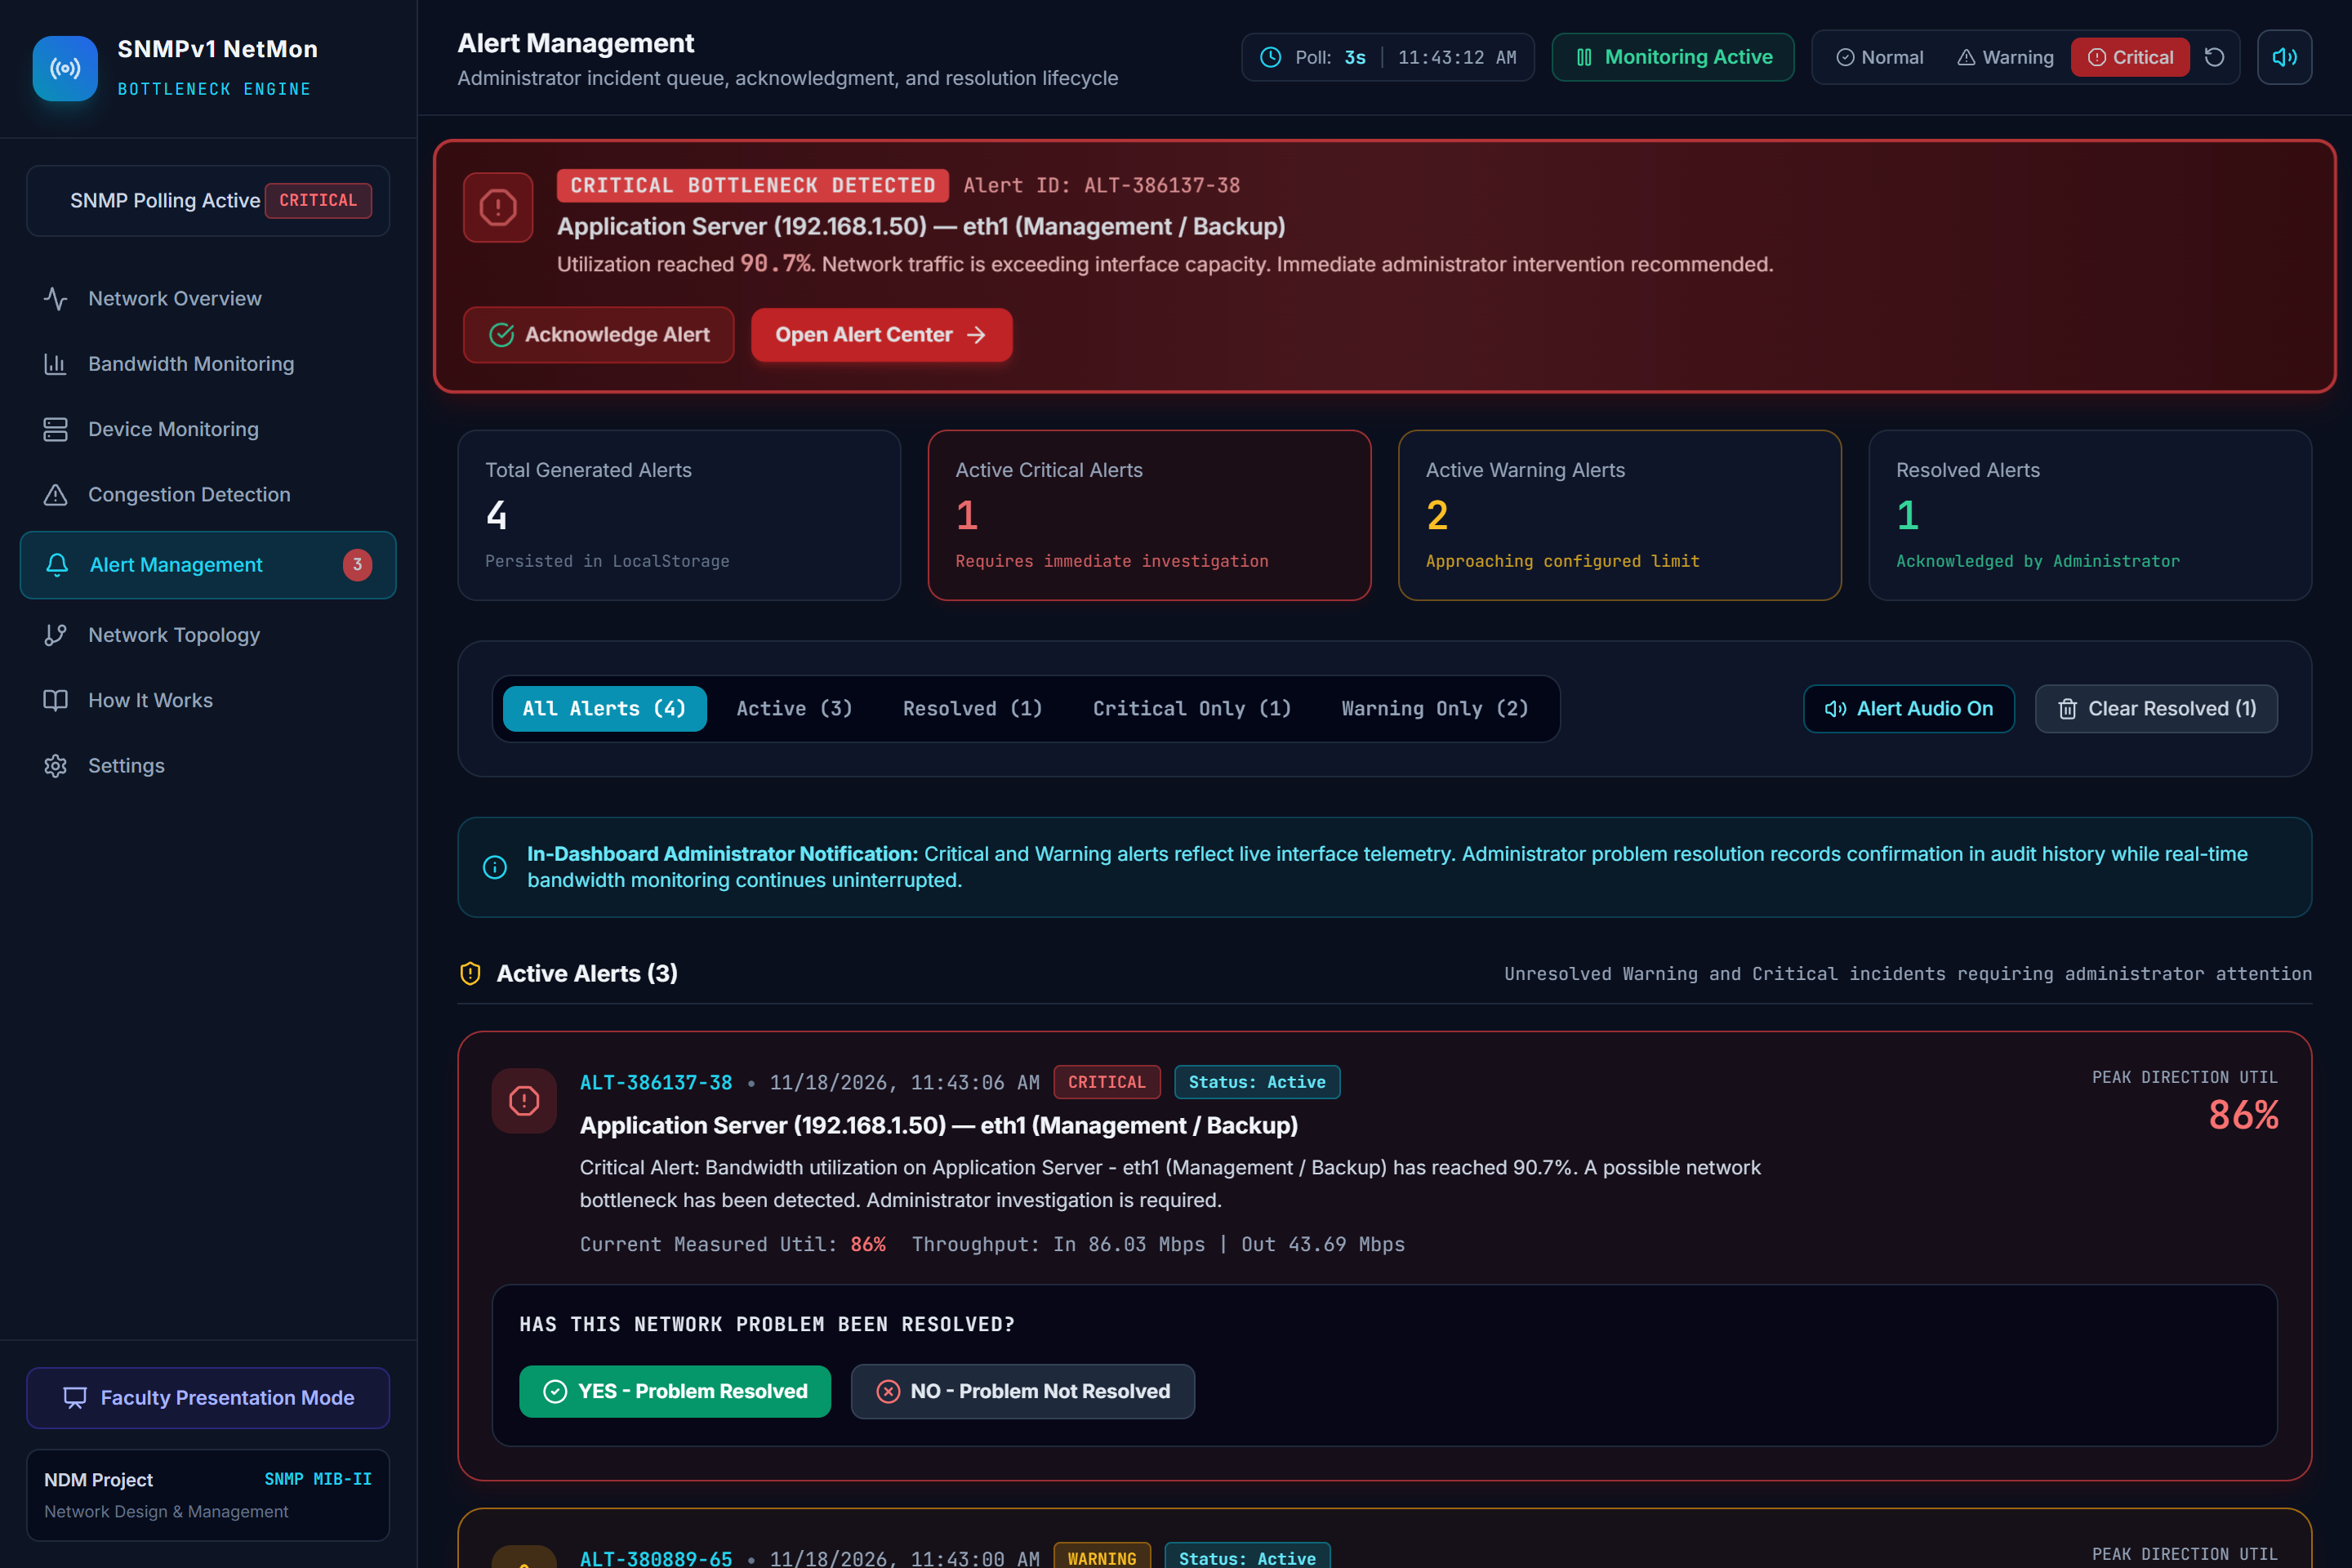 SNMPv1 NetMon
BOTTLENECK ENGINE
SNMP Polling Active CRITICAL
Network Overview
Bandwidth Monitoring
Device Monitoring
Congestion Detection
Alert Management 3
Network Topology
How It Works
Settings
Faculty Presentation Mode
NDM Project SNMP MIB-II
Network Design & Management
Alert Management
Administrator incident queue, acknowledgment, and resolution lifecycle
Poll: 3s 11:43:12 AM
Monitoring Active
Normal Warning Critical
CRITICAL BOTTLENECK DETECTED Alert ID: ALT-386137-38
Application Server (192.168.1.50) — eth1 (Management / Backup)
Utilization reached 90.7%. Network traffic is exceeding interface capacity. Immediate administrator intervention recommended.
Acknowledge Alert Open Alert Center →
Total Generated Alerts
4
Persisted in LocalStorage
Active Critical Alerts
1
Requires immediate investigation
Active Warning Alerts
2
Approaching configured limit
Resolved Alerts
1
Acknowledged by Administrator
All Alerts (4) Active (3) Resolved (1) Critical Only (1) Warning Only (2)
Alert Audio On Clear Resolved (1)
In-Dashboard Administrator Notification: Critical and Warning alerts reflect live interface telemetry. Administrator problem resolution records confirmation in audit history while real-time
bandwidth monitoring continues uninterrupted.
Active Alerts (3)
Unresolved Warning and Critical incidents requiring administrator attention
ALT-386137-38 • 11/18/2026, 11:43:06 AM CRITICAL Status: Active
PEAK DIRECTION UTIL
86%
Application Server (192.168.1.50) — eth1 (Management / Backup)
Critical Alert: Bandwidth utilization on Application Server - eth1 (Management / Backup) has reached 90.7%. A possible network
bottleneck has been detected. Administrator investigation is required.
Current Measured Util: 86% Throughput: In 86.03 Mbps | Out 43.69 Mbps
HAS THIS NETWORK PROBLEM BEEN RESOLVED?
YES - Problem Resolved NO - Problem Not Resolved
ALT-380889-65 • 11/18/2026, 11:43:00 AM WARNING Status: Active
PEAK DIRECTION UTIL